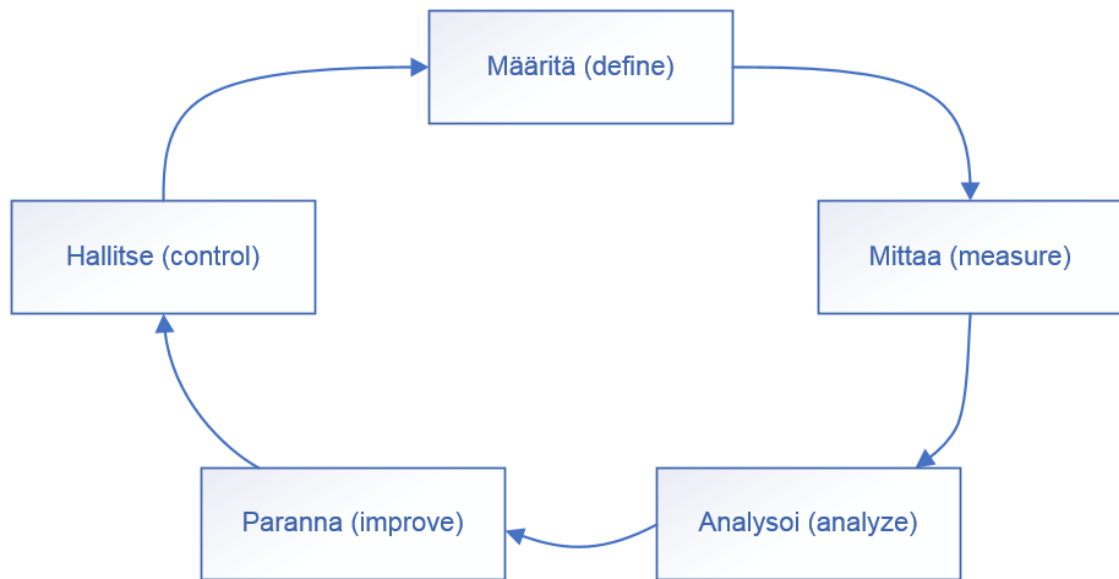 Määritä (define)
Mittaa (measure)
Analysoi (analyze)
Paranna (improve)
Hallitse (control)